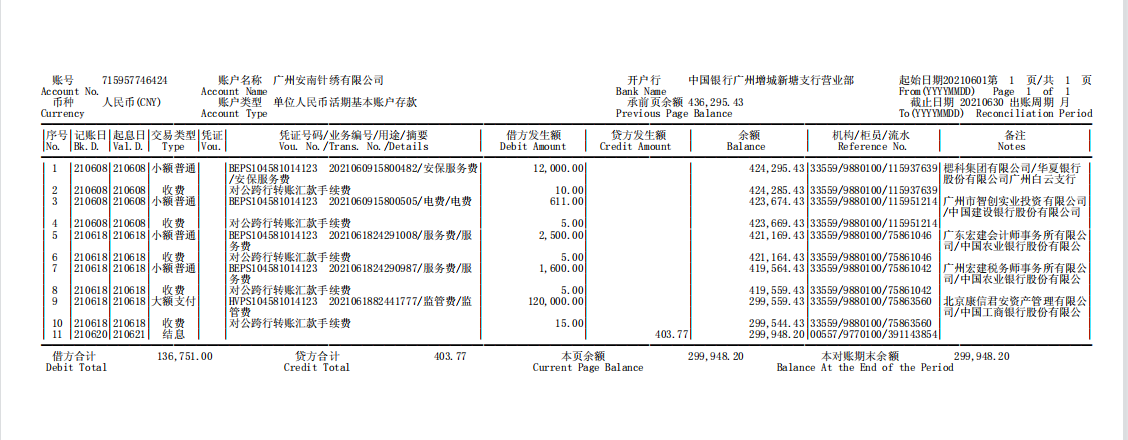 账号 715957746424 账户名称 广州安南针绣有限公司 开户行 中国银行广州增城新塘支行营业部 起始日期20210601第 1 页/共 1 页
Account No. Account Name Bank Name From(YYYYMMDD) Page 1 of 1
币种 人民币(CNY) 账户类型 单位人民币活期基本账户存款 承前页余额 436,295.43 截止日期 20210630 出账周期 月
Currency Account Type Previous Page Balance To(YYYYMMDD) Reconciliation Period
序号 记账日 起息日 交易类型 凭证 凭证号码/业务编号/用途/摘要 借方发生额 贷方发生额 余额 机构/柜员/流水 备注
No. Bk.D. Val.D. Type Vou. Vou. No./Trans. No./Details Debit Amount Credit Amount Balance Reference No. Notes
1 210608 210608 小额普通 BEPS104581014123 2021060915800482/安保服务费 12,000.00 424,295.43 33559/9880100/115937639 楒科集团有限公司/华夏银行
/安保服务费 股份有限公司广州白云支行
2 210608 210608 收费 对公跨行转账汇款手续费 10.00 424,285.43 33559/9880100/115937639
3 210608 210608 小额普通 BEPS104581014123 2021060915800505/电费/电费 611.00 423,674.43 33559/9880100/115951214 广州市智创实业投资有限公司
/中国建设银行股份有限公司
4 210608 210608 收费 对公跨行转账汇款手续费 5.00 423,669.43 33559/9880100/115951214
5 210618 210618 小额普通 BEPS104581014123 2021061824291008/服务费/服 2,500.00 421,169.43 33559/9880100/75861046 广东宏建会计师事务所有限公
务费 司/中国农业银行股份有限公
6 210618 210618 收费 对公跨行转账汇款手续费 5.00 421,164.43 33559/9880100/75861046
7 210618 210618 小额普通 BEPS104581014123 2021061824290987/服务费/服 1,600.00 419,564.43 33559/9880100/75861042 广州宏建税务师事务所有限公
务费 司/中国农业银行股份有限公
8 210618 210618 收费 对公跨行转账汇款手续费 5.00 419,559.43 33559/9880100/75861042
9 210618 210618 大额支付 HVPS104581014123 2021061882441777/监管费/监 120,000.00 299,559.43 33559/9880100/75863560 北京康信君安资产管理有限公
管费 司/中国工商银行股份有限公
10 210618 210618 收费 对公跨行转账汇款手续费 15.00 299,544.43 33559/9880100/75863560
11 210620 210621 结息 403.77 299,948.20 00557/9770100/391143854
借方合计 136,751.00 贷方合计 403.77 本页余额 299,948.20 本对账期末余额 299,948.20
Debit Total Credit Total Current Page Balance Balance At the End of the Period